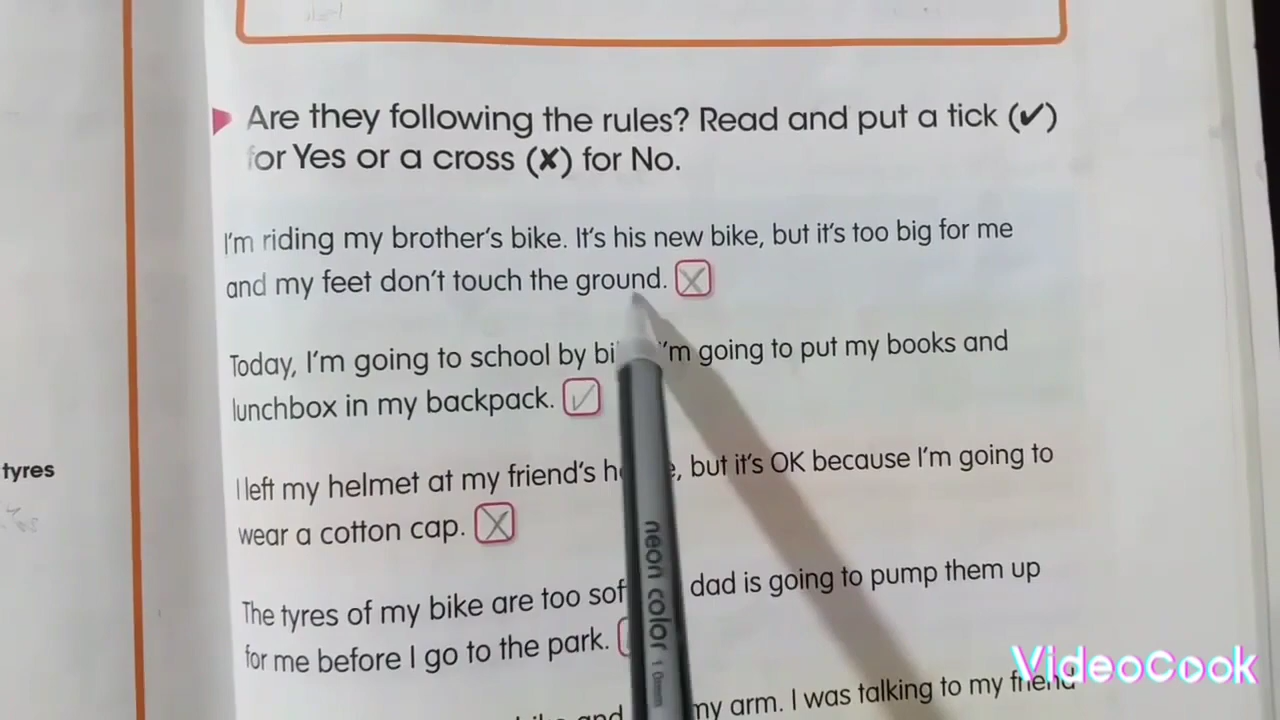 Are they following the rules? Read and put a tick (✔)
for Yes or a cross (✘) for No.
I'm riding my brother's bike. It's his new bike, but it's too big for me
and my feet don't touch the ground.
Today, I'm going to school by I'm going to put my books and
lunchbox in my backpack.
I left my helmet at my friend's but it's OK because I'm going to
wear a cotton cap.
tyres
The tyres of my bike are too dad is going to pump them up
for me before I go to the park.
and my arm. I was talking to my friend
neon color 1.0mm
VideoCook